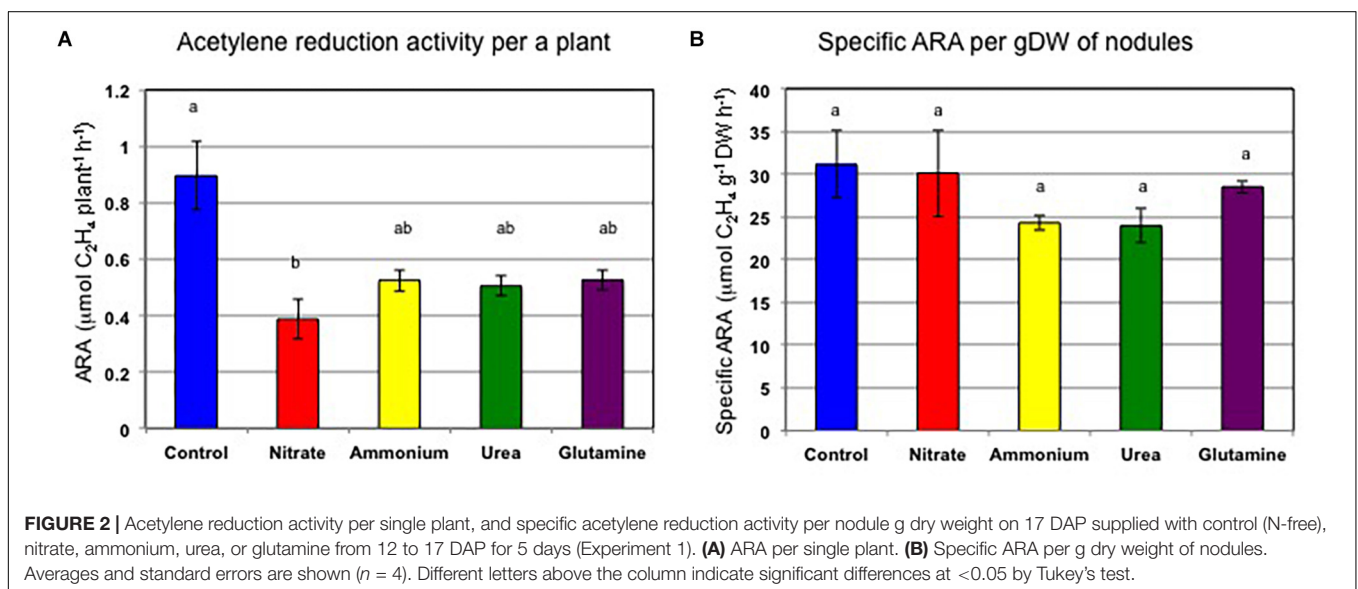 A Acetylene reduction activity per a plant
ARA (μmol C₂H₄ plant⁻¹ h⁻¹)
1.2
1
0.8
0.6
0.4
0.2
0
a
b
ab
ab
ab
Control Nitrate Ammonium Urea Glutamine
B Specific ARA per gDW of nodules
Specific ARA (μmol C₂H₄ g⁻¹ DW h⁻¹)
40
35
30
25
20
15
10
5
0
a
a
a
a
a
Control Nitrate Ammonium Urea Glutamine
FIGURE 2 | Acetylene reduction activity per single plant, and specific acetylene reduction activity per nodule g dry weight on 17 DAP supplied with control (N-free),
nitrate, ammonium, urea, or glutamine from 12 to 17 DAP for 5 days (Experiment 1). (A) ARA per single plant. (B) Specific ARA per g dry weight of nodules.
Averages and standard errors are shown (n = 4). Different letters above the column indicate significant differences at <0.05 by Tukey's test.